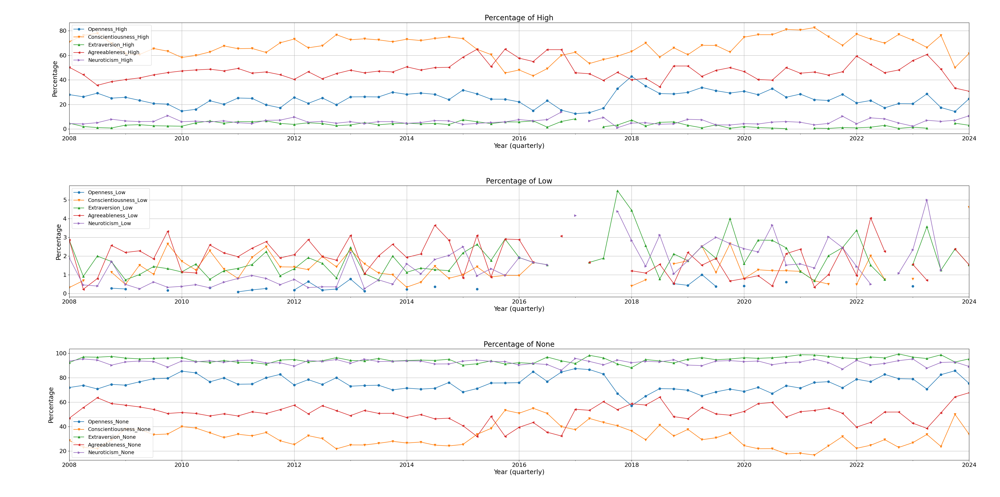 Percentage of High
Openness_High
Conscientiousness_High
Extraversion_High
Agreeableness_High
Neuroticism_High
Percentage
80
60
40
20
0
2008 2010 2012 2014 2016 2018 2020 2022 2024
Year (quarterly)
Percentage of Low
Openness_Low
Conscientiousness_Low
Extraversion_Low
Agreeableness_Low
Neuroticism_Low
Percentage
5
4
3
2
1
0
2008 2010 2012 2014 2016 2018 2020 2022 2024
Year (quarterly)
Percentage of None
Openness_None
Conscientiousness_None
Extraversion_None
Agreeableness_None
Neuroticism_None
Percentage
100
80
60
40
20
2008 2010 2012 2014 2016 2018 2020 2022 2024
Year (quarterly)